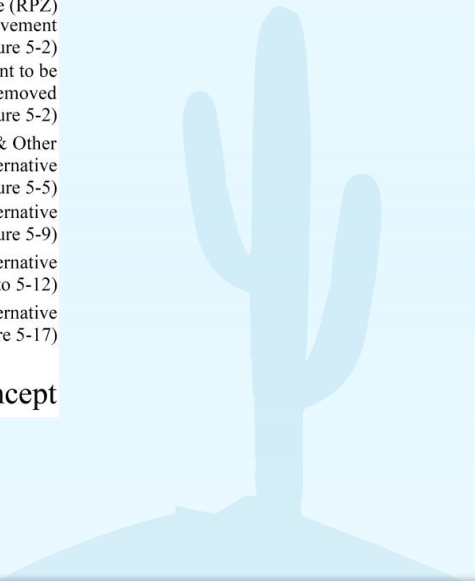 e (RPZ)
vement
ure 5-2)
nt to be
emoved
ure 5-2)
& Other
ernative
ure 5-5)
ernative
ure 5-9)
ernative
to 5-12)
ernative
re 5-17)
ncept